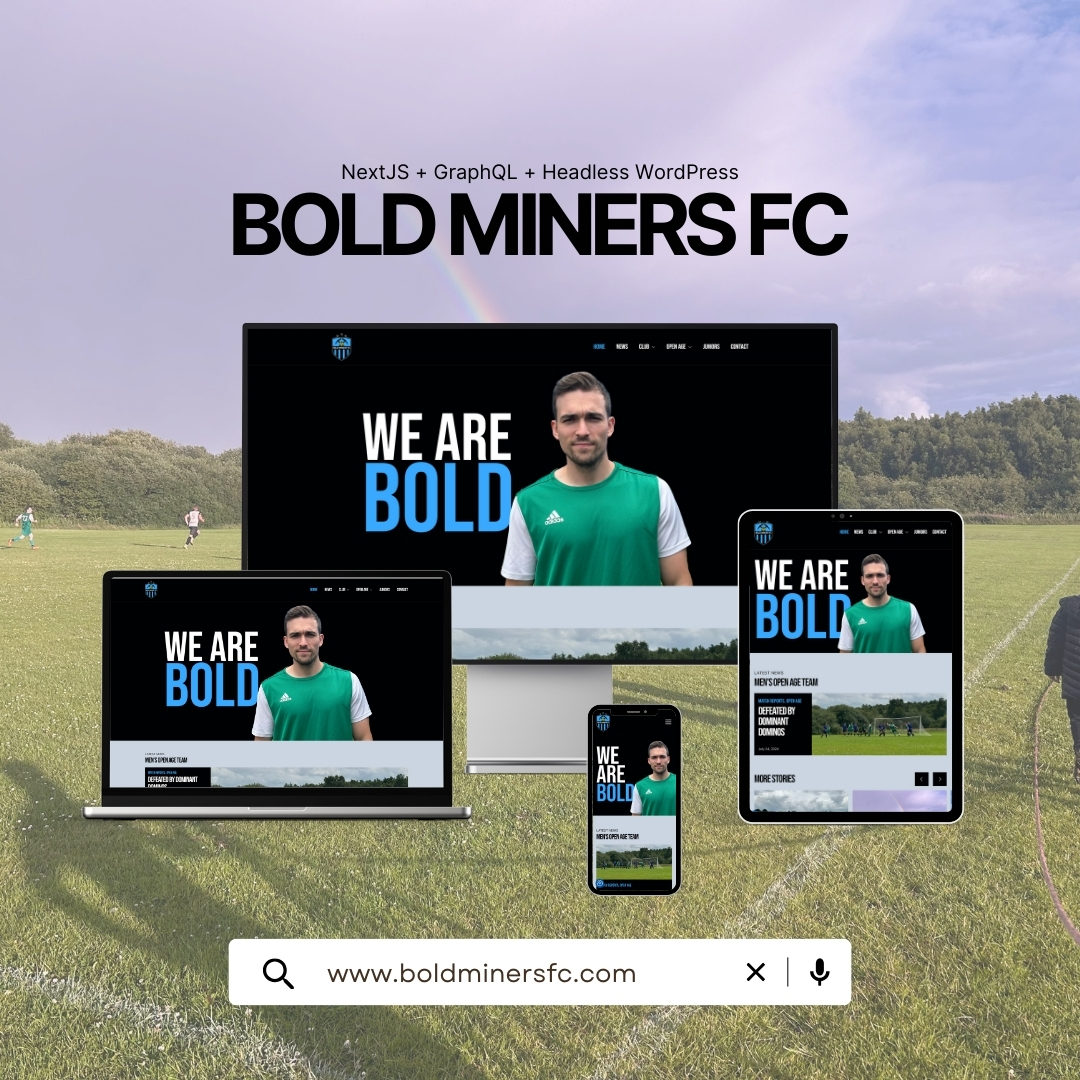 NextJS + GraphQL + Headless WordPress
BOLD MINERS FC
HOME NEWS CLUB OPEN AGE JUNIORS CONTACT
WE ARE
BOLD
adidas
HOME NEWS CLUB OPEN AGE JUNIORS CONTACT
WE ARE
BOLD
LATEST NEWS
MEN'S OPEN AGE TEAM
MATCH REPORTS, OPEN AGE
DEFEATED BY
DOMINANT
DOMINOS
MORE STORIES
HOME NEWS CLUB OPEN AGE JUNIORS CONTACT
WE ARE
BOLD
LATEST NEWS
MEN'S OPEN AGE TEAM
DEFEATED BY DOMINANT
DOMINOS
WE
ARE
BOLD
LATEST NEWS
MEN'S OPEN AGE TEAM
www.boldminersfc.com